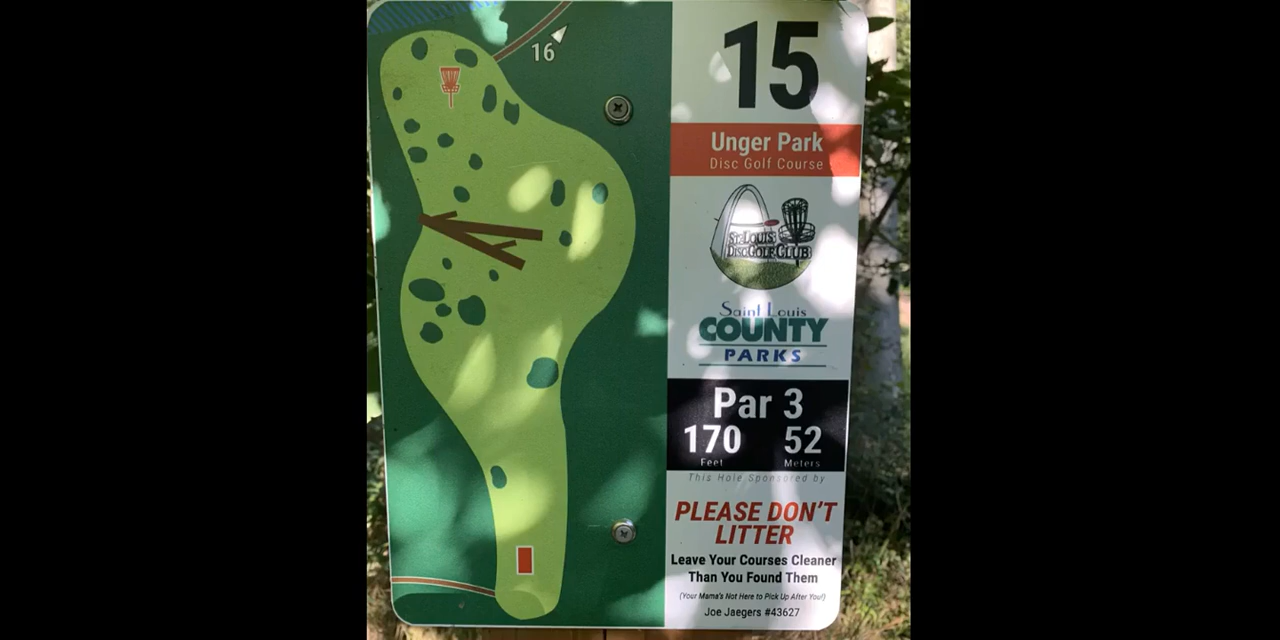 16
15
Unger Park
Disc Golf Course
ST. LOUIS
DISC GOLF CLUB
Saint Louis
COUNTY
PARKS
Par 3
170 52
Feet Meters
This Hole Sponsored by
PLEASE DON'T
LITTER
Leave Your Courses Cleaner
Than You Found Them
(Your Mama's Not Here to Pick Up After You!)
Joe Jaegers #43627